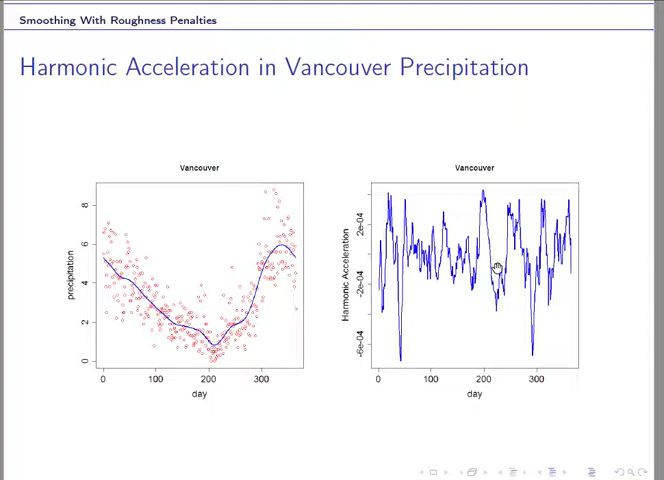 Smoothing With Roughness Penalties
Harmonic Acceleration in Vancouver Precipitation
Vancouver
precipitation
0 2 4 6 8
0 100 200 300
day
Vancouver
Harmonic Acceleration
-6e-04 -2e-04 2e-04
0 100 200 300
day